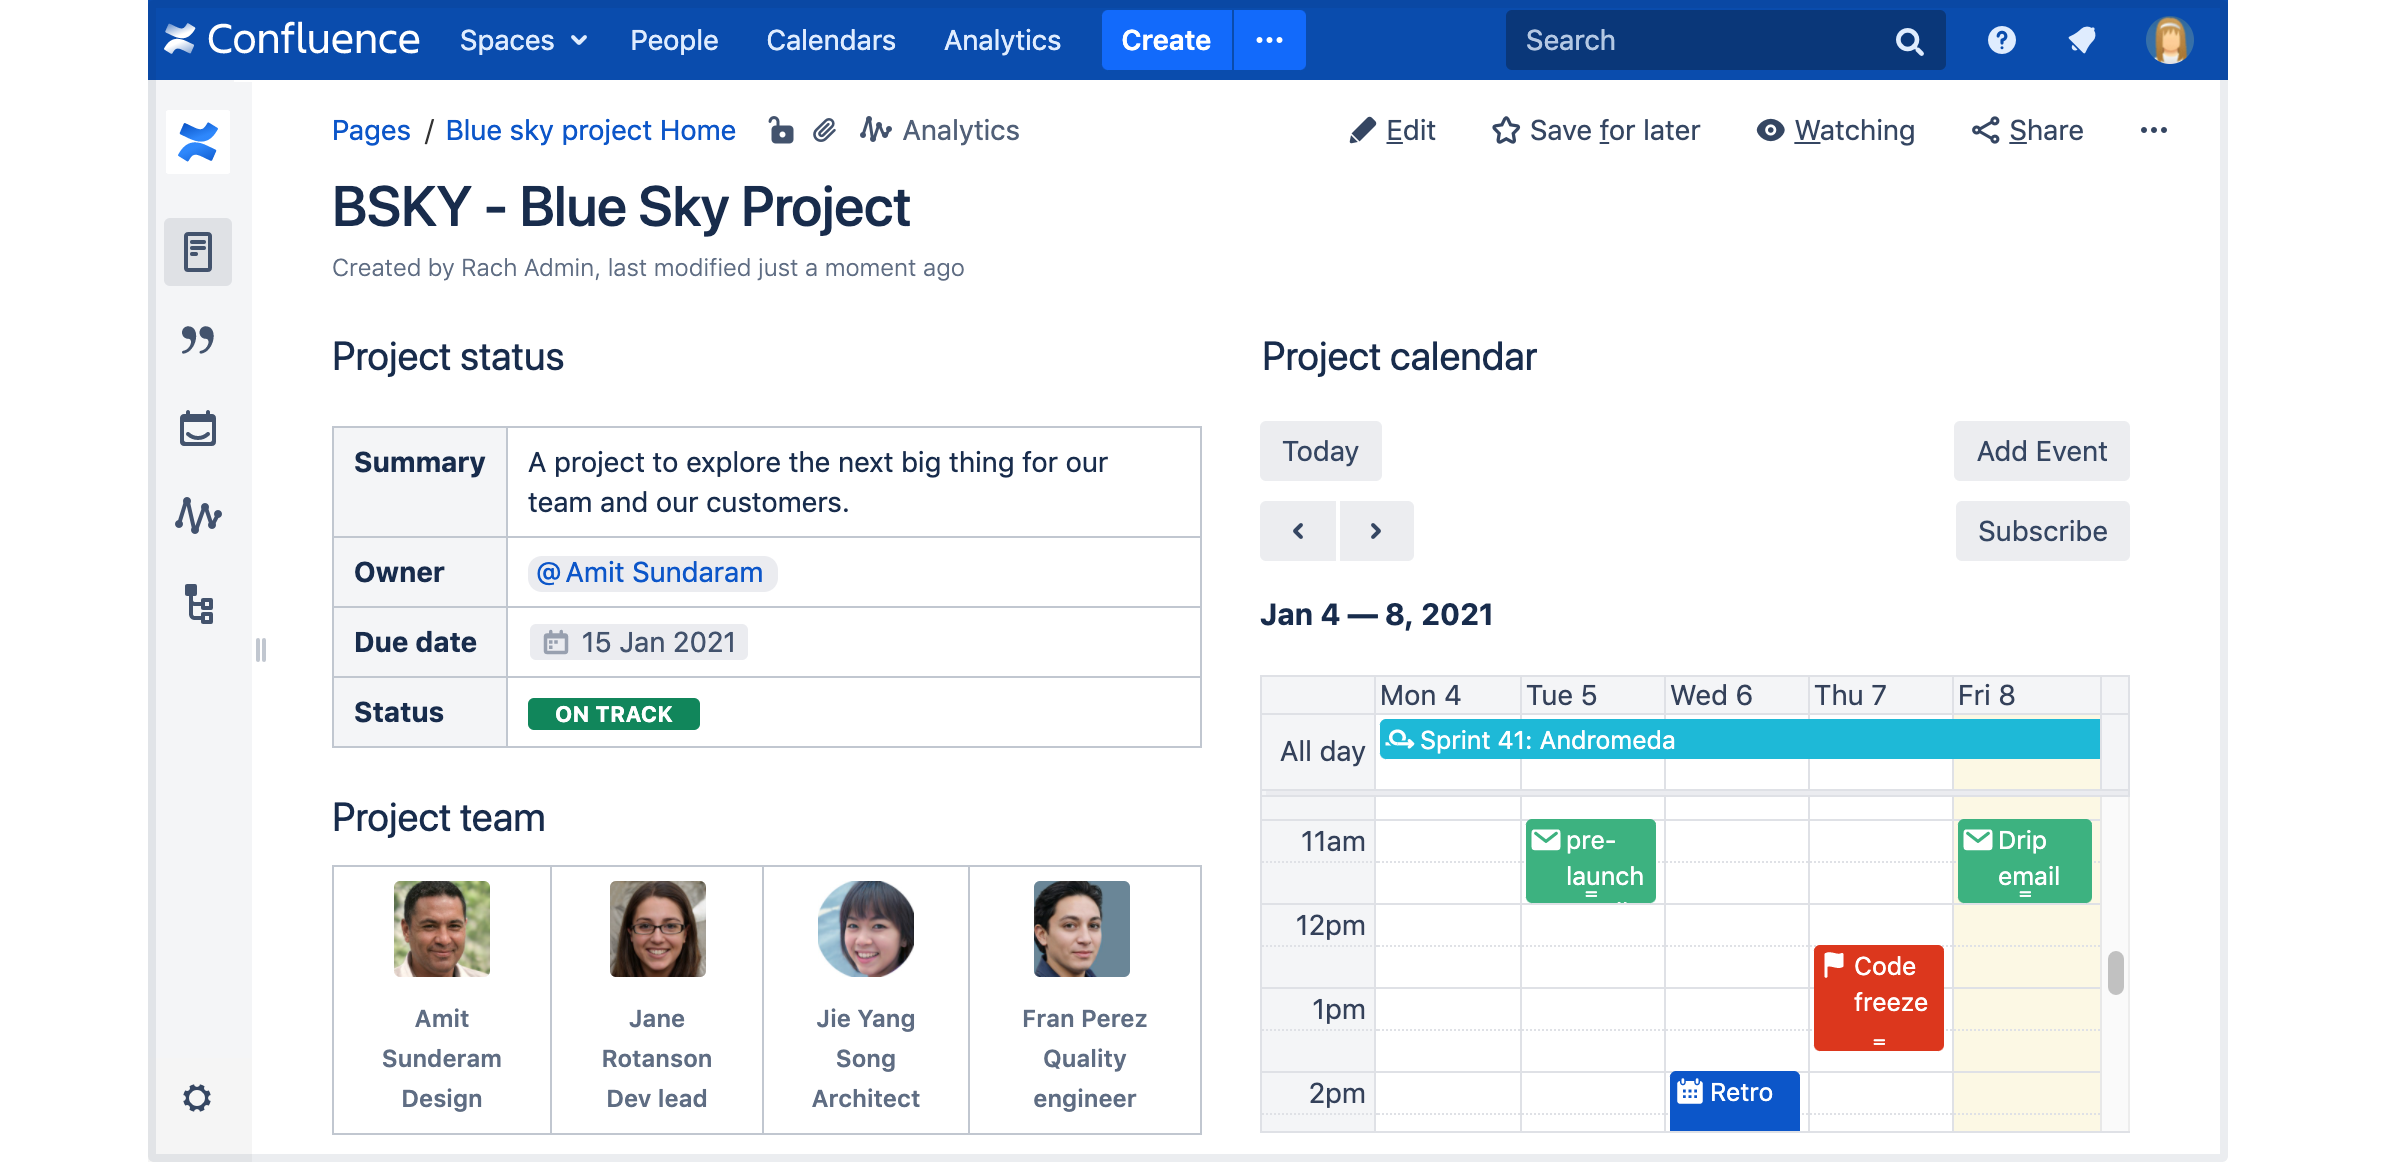 Confluence Spaces People Calendars Analytics Create Search
Pages / Blue sky project Home Analytics Edit Save for later Watching Share
BSKY - Blue Sky Project
Created by Rach Admin, last modified just a moment ago
Project status
Summary A project to explore the next big thing for our
team and our customers.
Owner @Amit Sundaram
Due date 15 Jan 2021
Status ON TRACK
Project team
Amit
Sunderam
Design
Jane
Rotanson
Dev lead
Jie Yang
Song
Architect
Fran Perez
Quality
engineer
Project calendar
Today Add Event
Subscribe
Jan 4 — 8, 2021
Mon 4 Tue 5 Wed 6 Thu 7 Fri 8
All day Sprint 41: Andromeda
11am pre-
launch
Drip
email
12pm
Code
freeze
1pm
2pm Retro